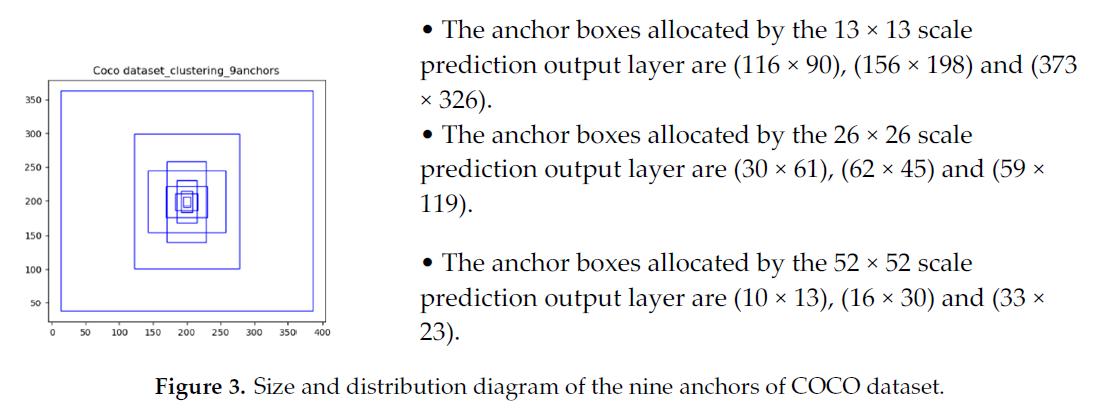 Coco dataset_clustering_9anchors
350
300
250
200
150
100
50
0 50 100 150 200 250 300 350 400
• The anchor boxes allocated by the 13 × 13 scale
prediction output layer are (116 × 90), (156 × 198) and (373
× 326).
• The anchor boxes allocated by the 26 × 26 scale
prediction output layer are (30 × 61), (62 × 45) and (59 ×
119).
• The anchor boxes allocated by the 52 × 52 scale
prediction output layer are (10 × 13), (16 × 30) and (33 ×
23).
Figure 3. Size and distribution diagram of the nine anchors of COCO dataset.